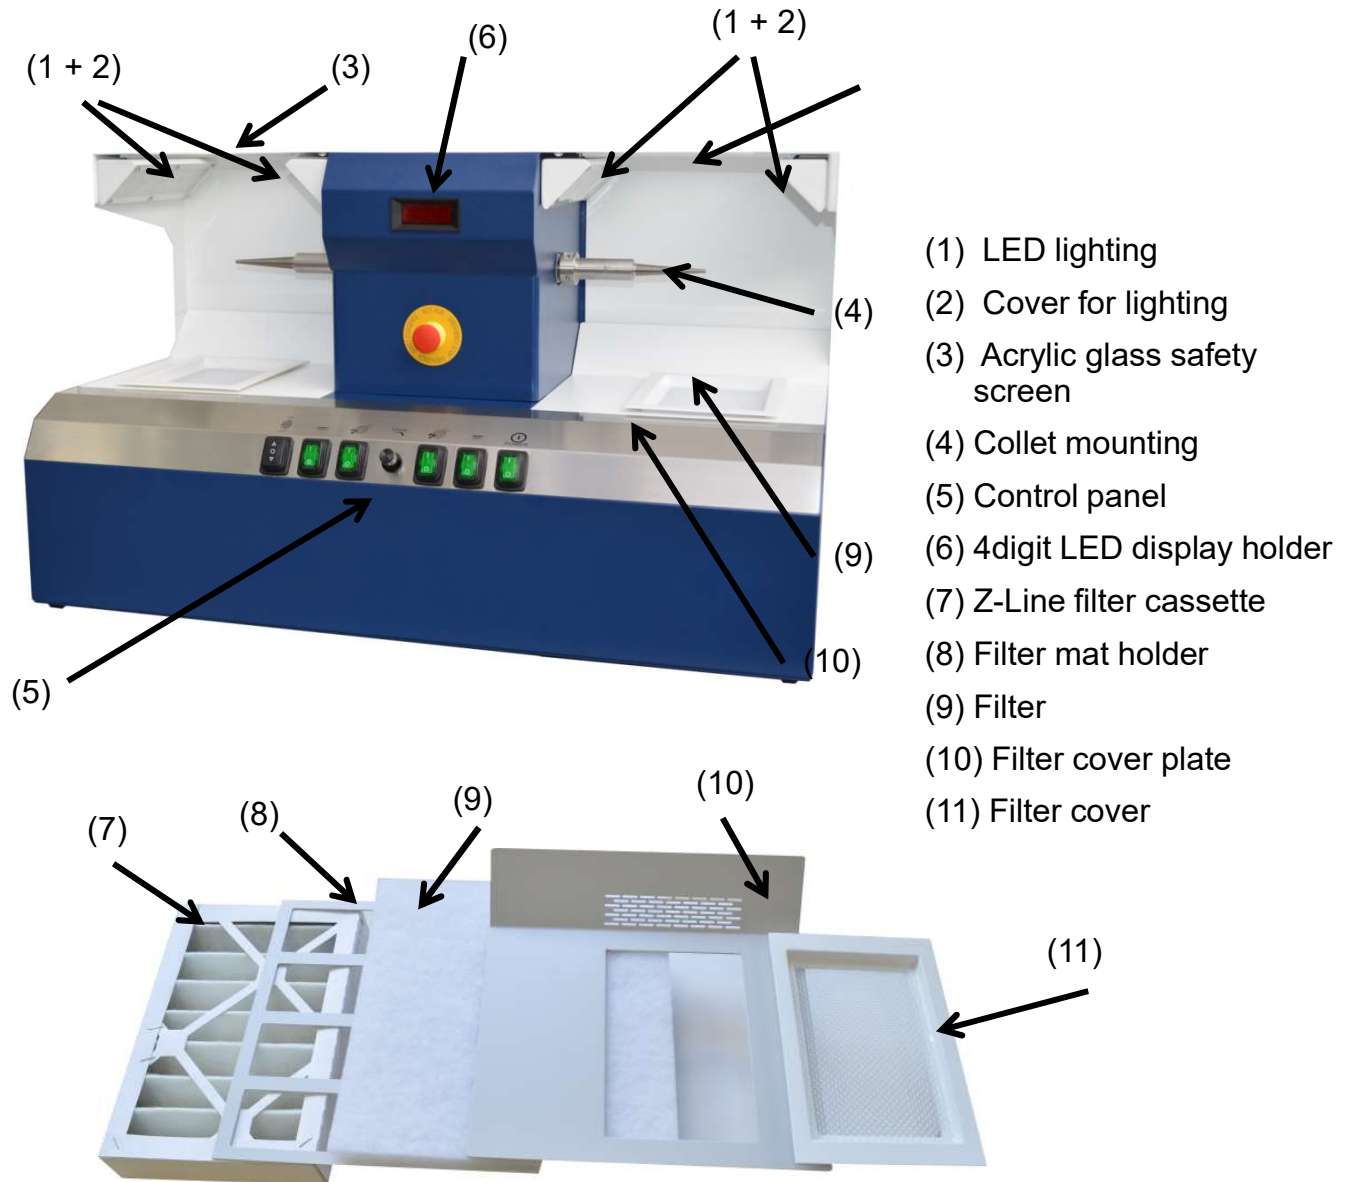 (6)
(1 + 2)
(1 + 2)
(3)
(1) LED lighting
(2) Cover for lighting
(3) Acrylic glass safety
screen
(4)
(4) Collet mounting
(5) Control panel
(6) 4digit LED display holder
(9)
(7) Z-Line filter cassette
(10)
(8) Filter mat holder
(5)
(9) Filter
(10) Filter cover plate
(11) Filter cover
(10)
(9)
(8)
(7)
(11)